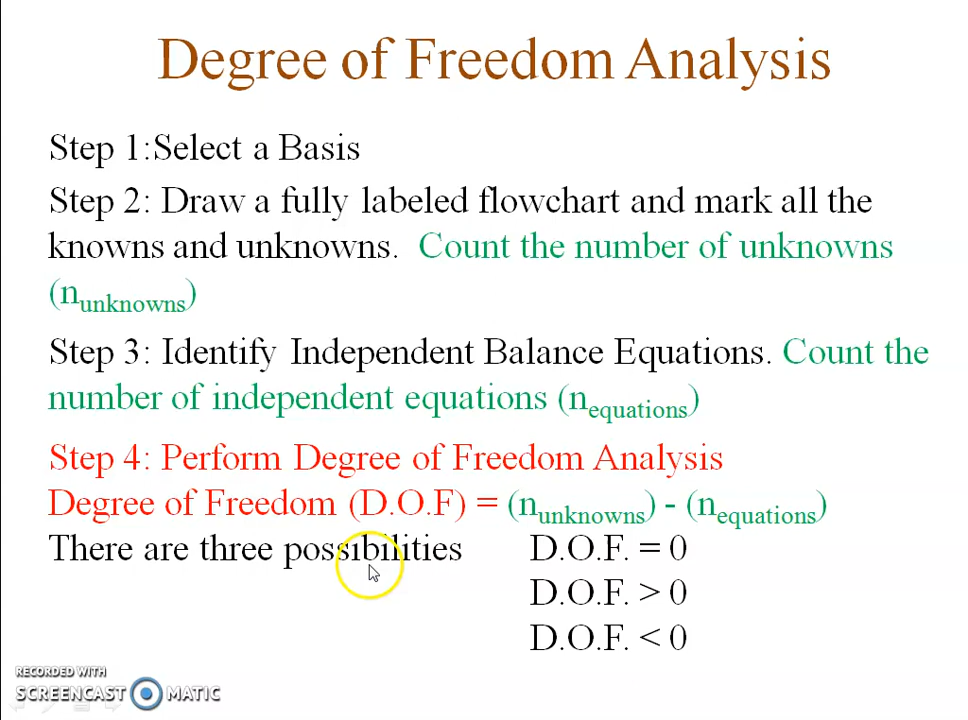 Degree of Freedom Analysis
Step 1:Select a Basis
Step 2: Draw a fully labeled flowchart and mark all the
knowns and unknowns. Count the number of unknowns
(nunknowns)
Step 3: Identify Independent Balance Equations. Count the
number of independent equations (nequations)
Step 4: Perform Degree of Freedom Analysis
Degree of Freedom (D.O.F) = (nunknowns) - (nequations)
There are three possibilities D.O.F. = 0
D.O.F. > 0
D.O.F. < 0
RECORDED WITH
SCREENCAST MATIC